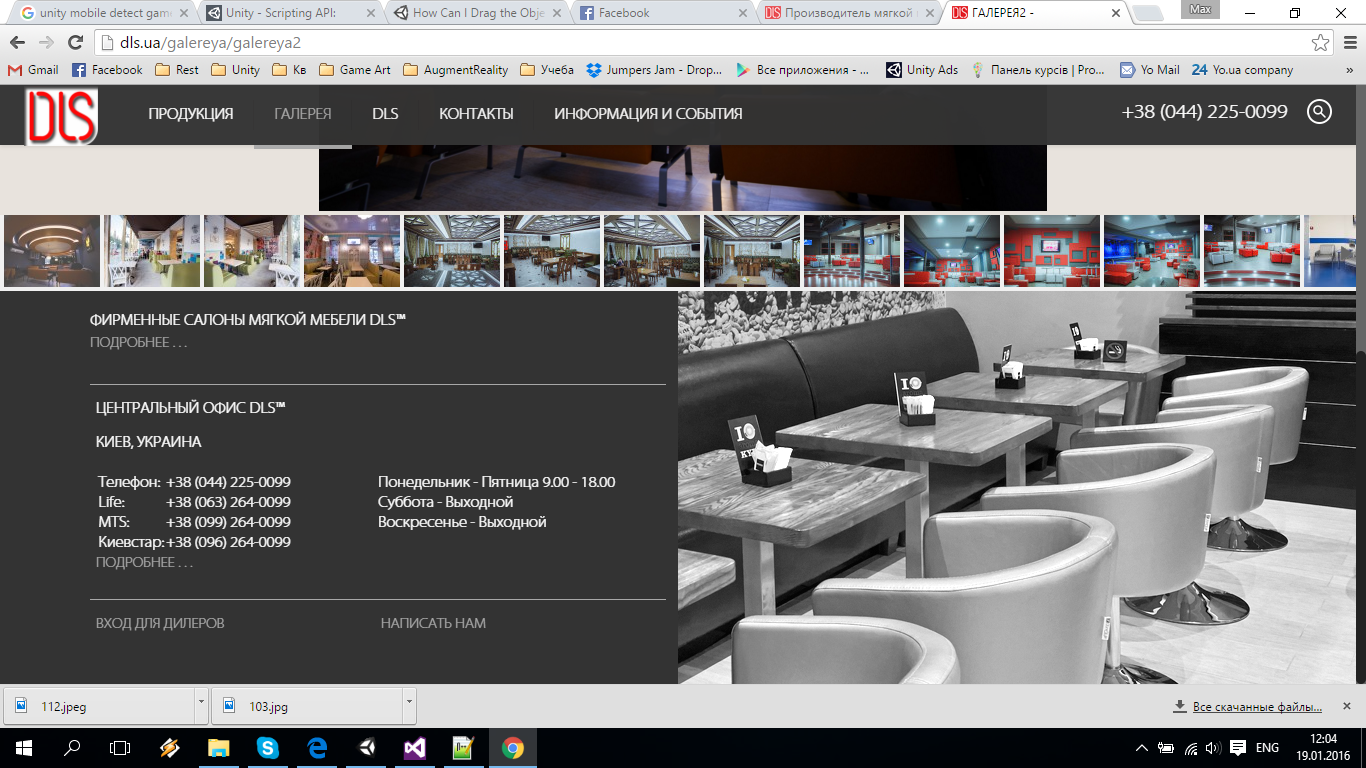 unity mobile detect gam
Unity - Scripting API:
How Can I Drag the Obje
Facebook
Производитель мягкой
DLS ГАЛЕРЕЯ2 -
Max
dls.ua/galereya/galereya2
Gmail
Facebook
Rest
Unity
Кв
Game Art
AugmentReality
Учеба
Jumpers Jam - Drop...
Все приложения - ...
Unity Ads
Панель курсів | Pro...
Yo Mail
24 Yo.ua company
»
DLS
ПРОДУКЦИЯ
ГАЛЕРЕЯ
DLS
КОНТАКТЫ
ИНФОРМАЦИЯ И СОБЫТИЯ
+38 (044) 225-0099
ФИРМЕННЫЕ САЛОНЫ МЯГКОЙ МЕБЕЛИ DLS™
ПОДРОБНЕЕ . . .
ЦЕНТРАЛЬНЫЙ ОФИС DLS™
КИЕВ, УКРАИНА
Телефон: +38 (044) 225-0099
Life: +38 (063) 264-0099
MTS: +38 (099) 264-0099
Киевстар: +38 (096) 264-0099
ПОДРОБНЕЕ . . .
Понедельник - Пятница 9.00 - 18.00
Суббота - Выходной
Воскресенье - Выходной
ВХОД ДЛЯ ДИЛЕРОВ
НАПИСАТЬ НАМ
112.jpeg
103.jpg
Все скачанные файлы...
ENG
12:04
19.01.2016